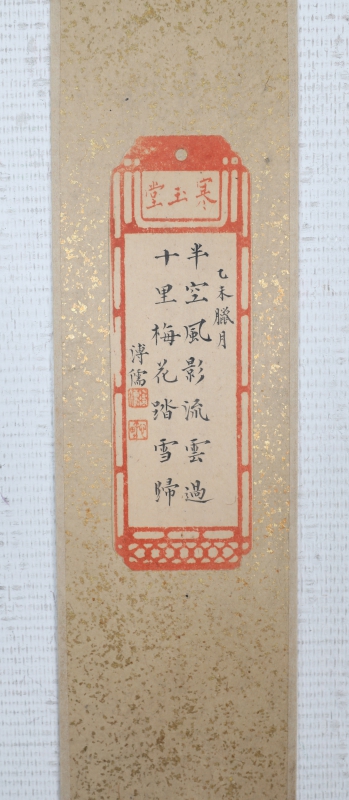 寒玉堂
乙未臘月
半空風影流雲過
十里梅花踏雪歸
溥儒